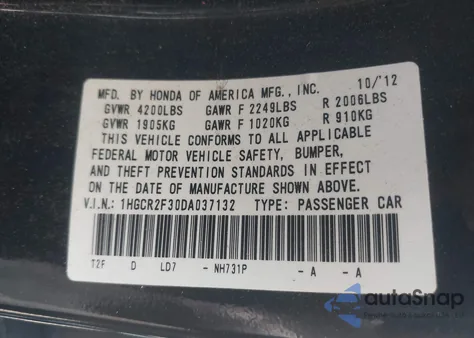 MFD. BY HONDA OF AMERICA MFG., INC. 10/12
GVWR 4200LBS GAWR F 2249LBS R 2006LBS
GVWR 1905KG GAWR F 1020KG R 910KG
THIS VEHICLE CONFORMS TO ALL APPLICABLE
FEDERAL MOTOR VEHICLE SAFETY, BUMPER,
AND THEFT PREVENTION STANDARDS IN EFFECT
ON THE DATE OF MANUFACTURE SHOWN ABOVE.
V.I.N.: 1HGCR2F30DA037132 TYPE: PASSENGER CAR
T2F D LD7 - NH731P - A - A
autoSnap